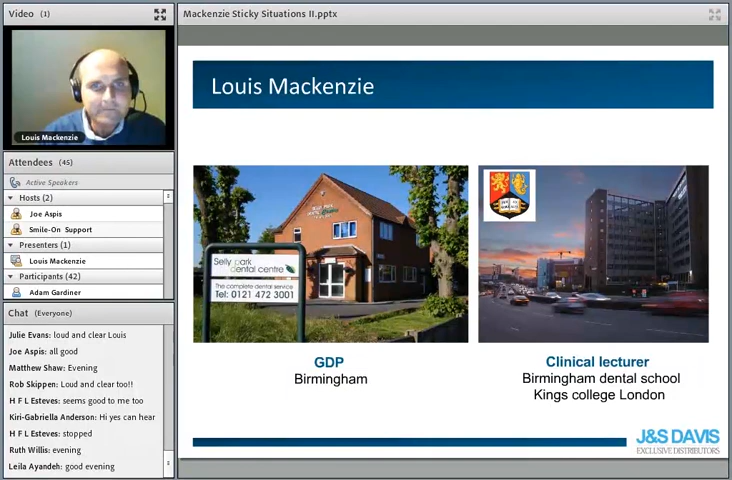 Video (1)
Louis Mackenzie
Attendees (45)
Active Speakers
Hosts (2)
Joe Aspis
Smile-On Support
Presenters (1)
Louis Mackenzie
Participants (42)
Adam Gardiner
Chat (Everyone)
Julie Evans: loud and clear Louis
Joe Aspis: all good
Matthew Shaw: Evening
Rob Skippen: Loud and clear too!!
H F L Esteves: seems good to me too
Kiri-Gabriella Anderson: Hi yes can hear
H F L Esteves: stopped
Ruth Willis: evening
Leila Ayandeh: good evening
Mackenzie Sticky Situations II.pptx
Louis Mackenzie
Selly park
dental centre
The complete dental service
Tel: 0121 472 3001
GDP
Birmingham
Clinical lecturer
Birmingham dental school
Kings college London
J&S DAVIS
EXCLUSIVE DISTRIBUTORS